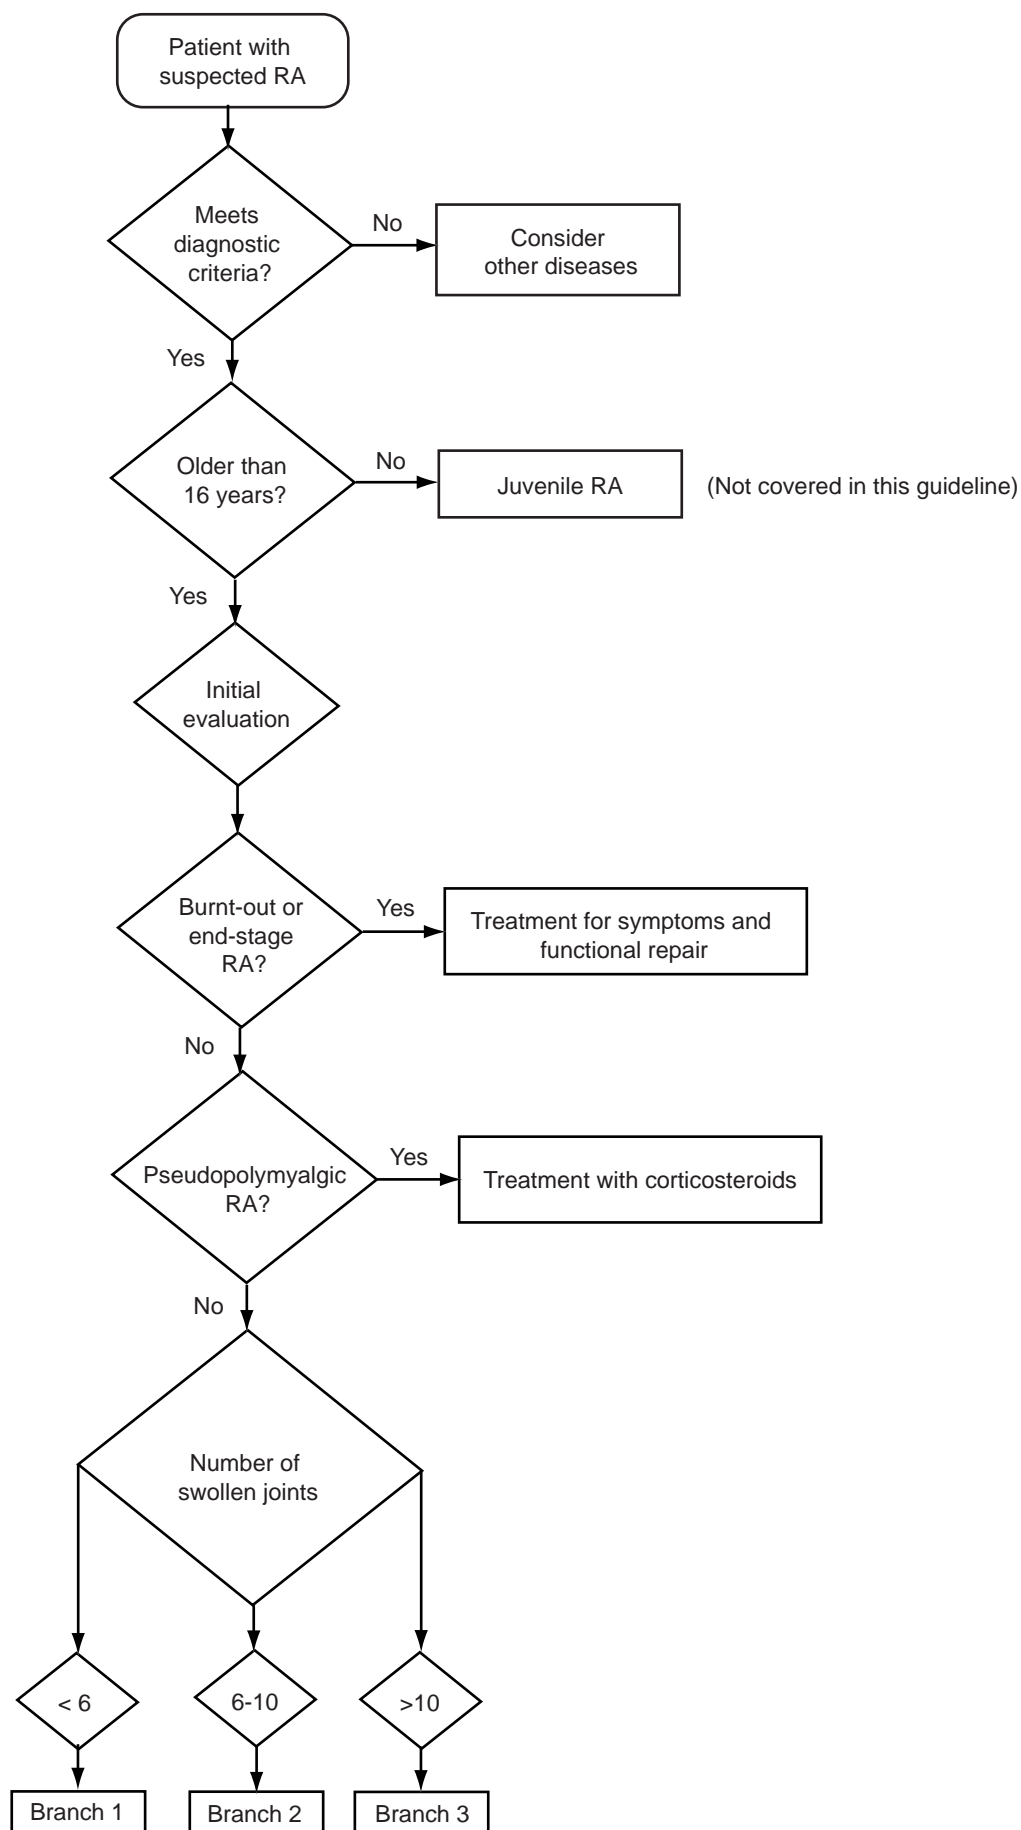 Patient with
suspected RA
Meets
diagnostic
criteria?
No
Consider
other diseases
Yes
Older than
16 years?
No
Juvenile RA
(Not covered in this guideline)
Yes
Initial
evaluation
Burnt-out or
end-stage
RA?
Yes
Treatment for symptoms and
functional repair
No
Pseudopolymyalgic
RA?
Yes
Treatment with corticosteroids
No
Number of
swollen joints
< 6
6-10
>10
Branch 1
Branch 2
Branch 3